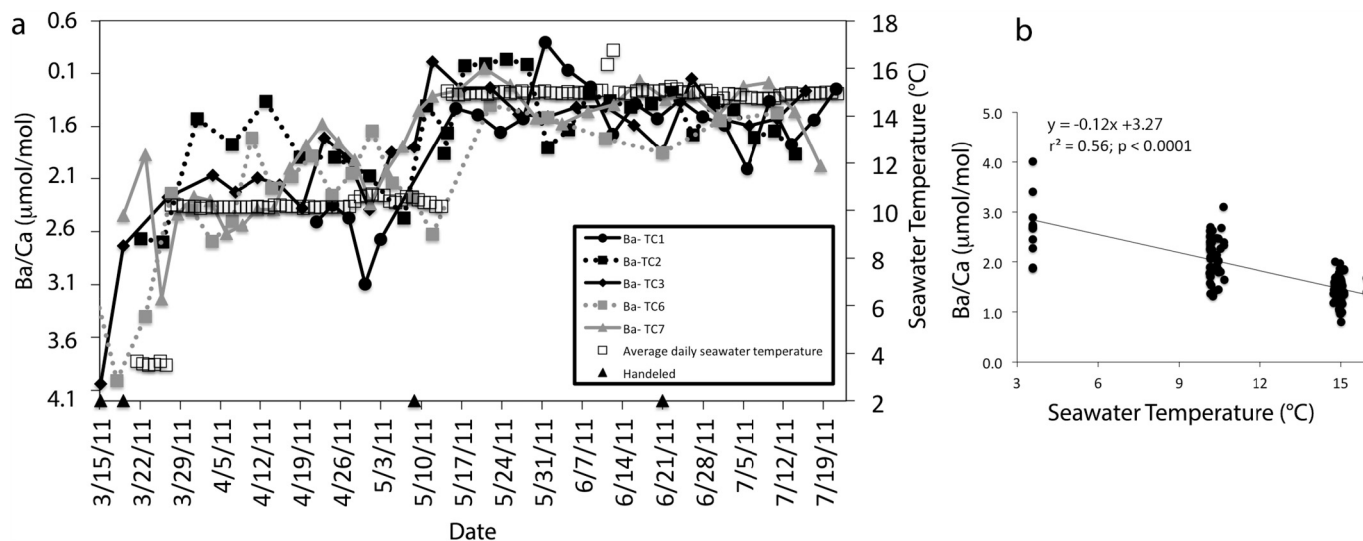 a
0.6
0.1
1.6
2.1
2.6
3.1
3.6
4.1
Ba/Ca (µmol/mol)
18
16
14
12
10
8
6
4
2
Seawater Temperature (°C)
Ba- TC1
Ba-TC2
Ba- TC3
Ba- TC6
Ba- TC7
Average daily seawater temperature
Handeled
3/15/11
3/22/11
3/29/11
4/5/11
4/12/11
4/19/11
4/26/11
5/3/11
5/10/11
5/17/11
5/24/11
5/31/11
6/7/11
6/14/11
6/21/11
6/28/11
7/5/11
7/12/11
7/19/11
Date
b
5.0
4.0
3.0
2.0
1.0
0.0
Ba/Ca (µmol/mol)
y = -0.12x +3.27
r² = 0.56; p < 0.0001
3
6
9
12
15
Seawater Temperature (°C)